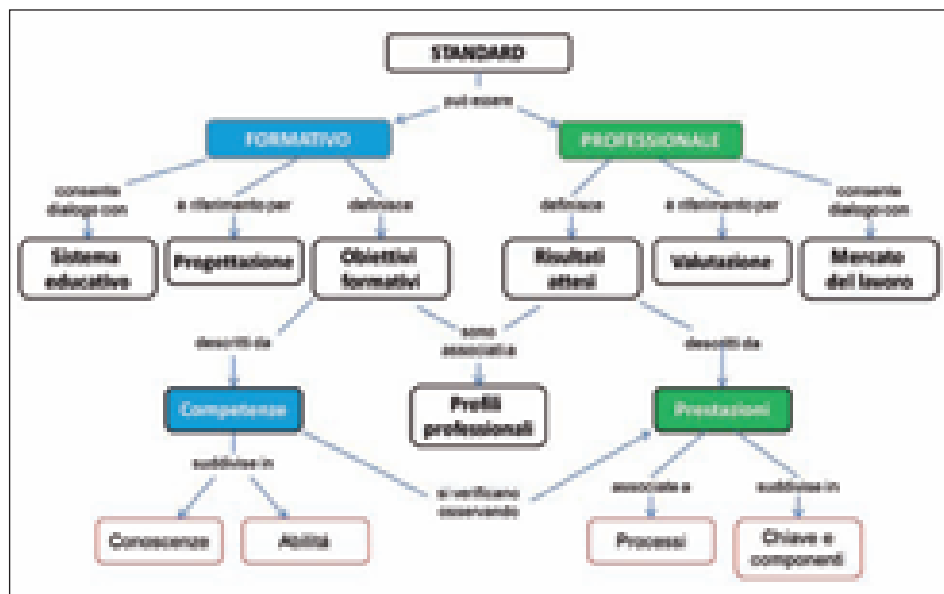 STANDARD
può essere
FORMATIVO
PROFESSIONALE
consente
dialogo con
è riferimento per
definisce
definisce
è riferimento per
consente
dialogo con
Sistema
educativo
Progettazione
Obiettivi
formativi
Risultati
attesi
Valutazione
Mercato
del lavoro
descritti da
sono
associati a
descritti da
Competenze
Profili
professionali
Prestazioni
suddivise in
si verificano
osservando
associate a
suddivise in
Conoscenze
Abilità
Processi
Chiave e
componenti